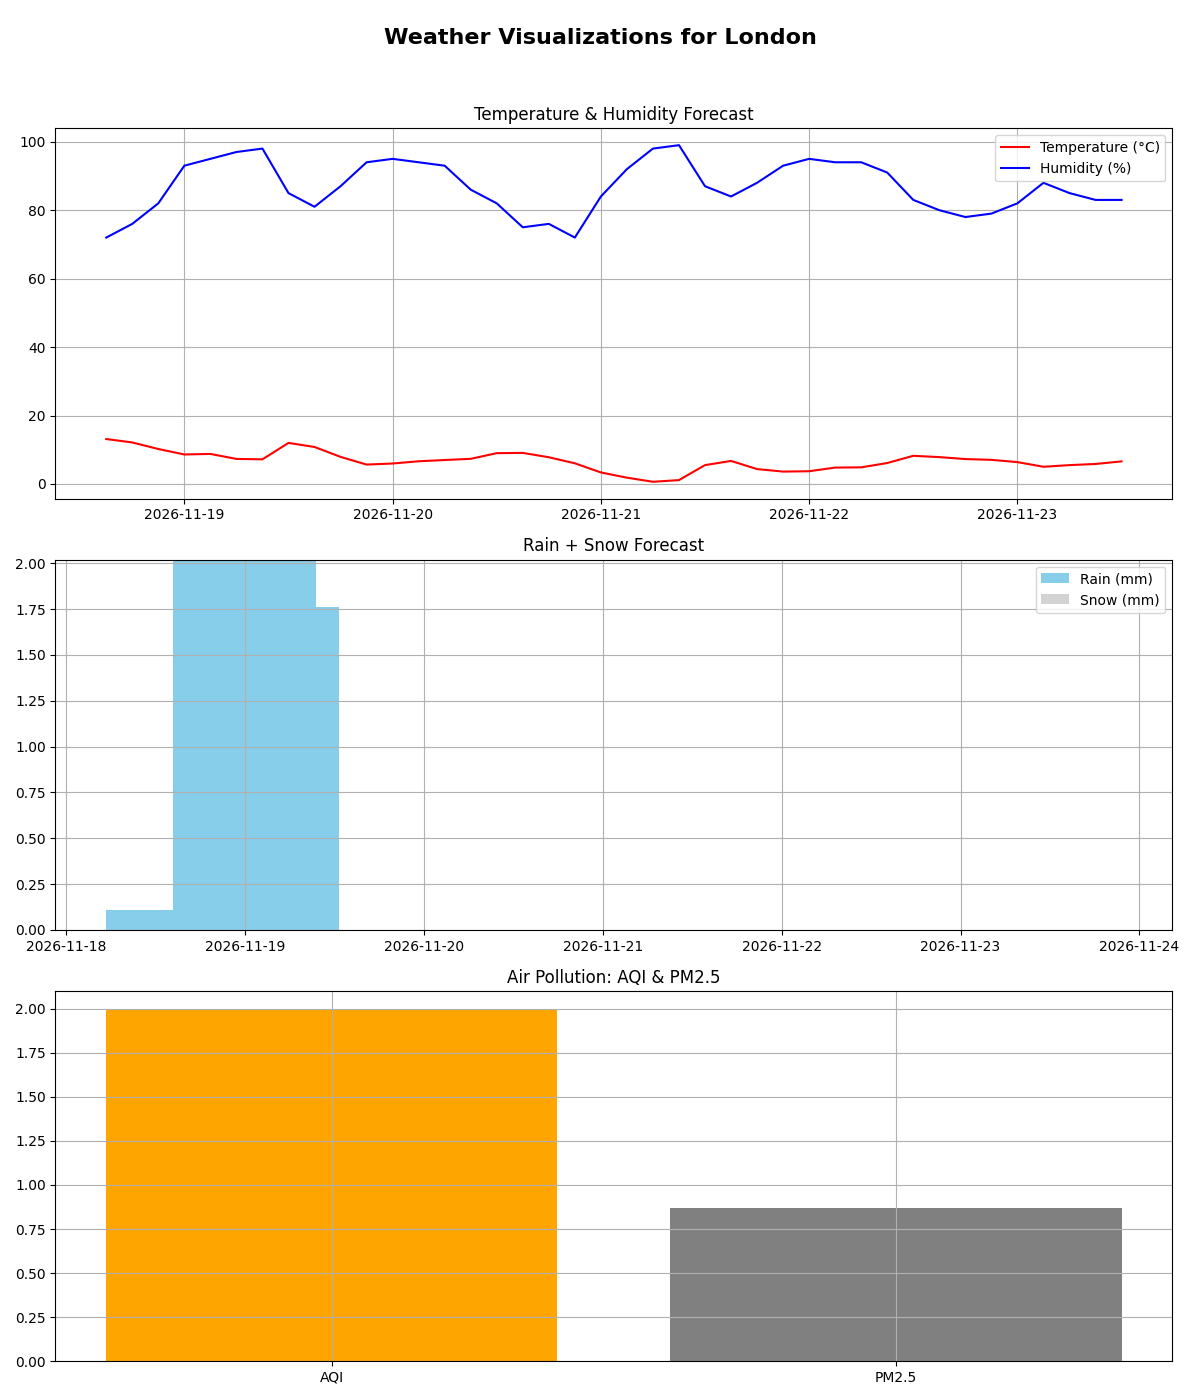 Weather Visualizations for London
Temperature & Humidity Forecast
Temperature (°C)
Humidity (%)
100
80
60
40
20
0
2026-11-19 2026-11-20 2026-11-21 2026-11-22 2026-11-23
Rain + Snow Forecast
Rain (mm)
Snow (mm)
2.00
1.75
1.50
1.25
1.00
0.75
0.50
0.25
0.00
2026-11-18 2026-11-19 2026-11-20 2026-11-21 2026-11-22 2026-11-23 2026-11-24
Air Pollution: AQI & PM2.5
2.00
1.75
1.50
1.25
1.00
0.75
0.50
0.25
0.00
AQI PM2.5